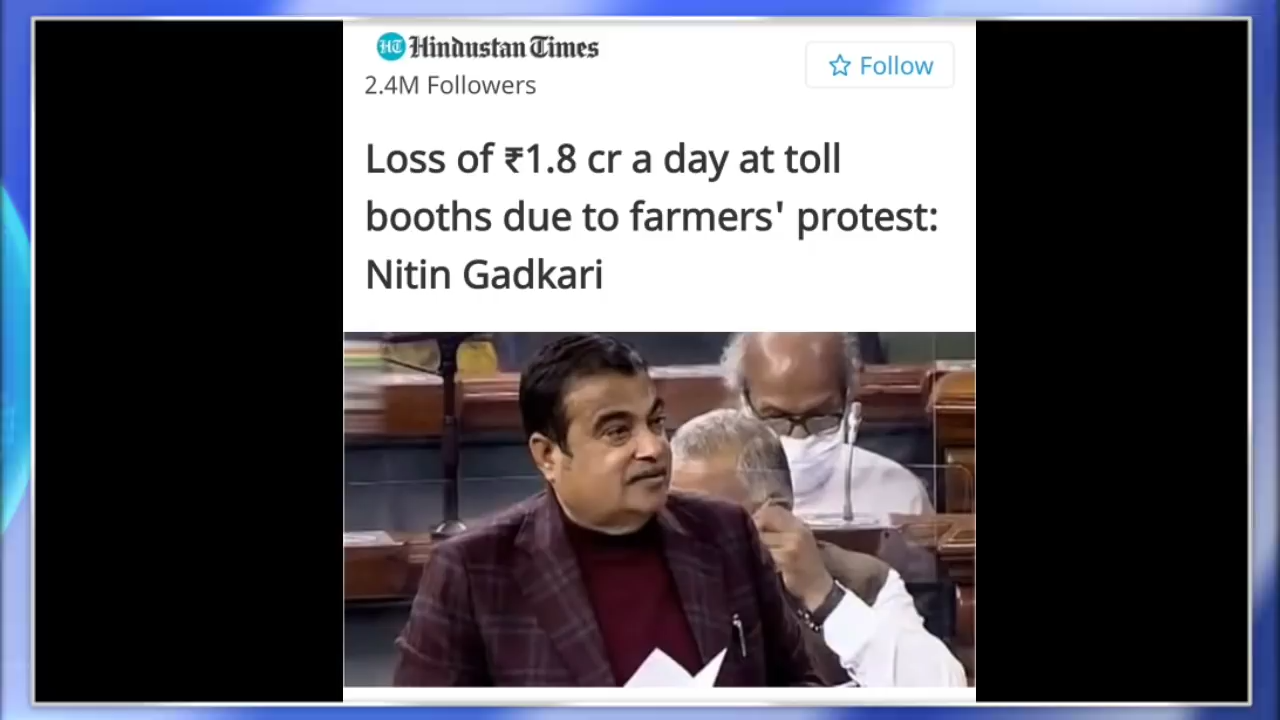 HT Hindustan Times
2.4M Followers
Follow
Loss of ₹1.8 cr a day at toll
booths due to farmers' protest:
Nitin Gadkari